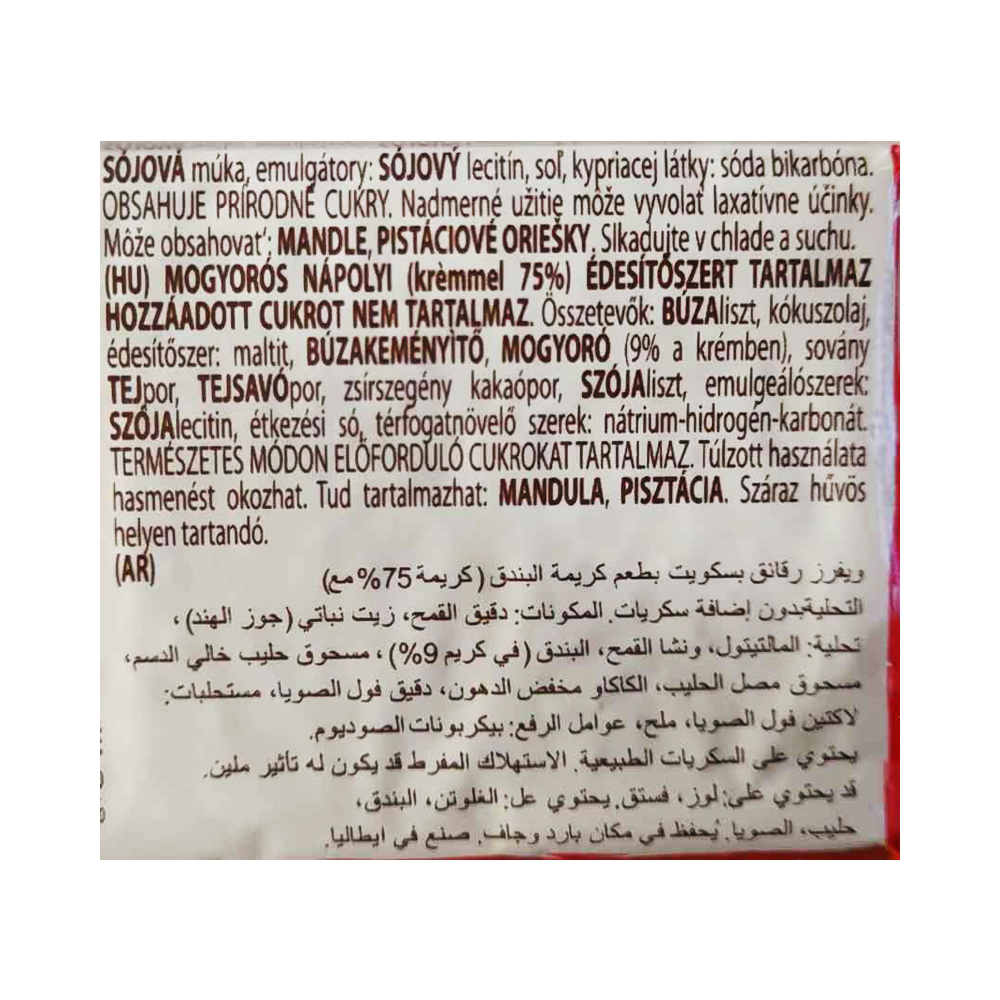 SÓJOVÁ múka, emulgátory: SÓJOVÝ lecitín, soľ, kypriacej látky: sóda bikarbóna.
OBSAHUJE PRÍRODNÉ CUKRY. Nadmerné užitie môže vyvolať laxatívne účinky.
Môže obsahovat': MANDLE, PISTÁCIOVÉ ORIEŠKY. Slkadujte v chlade a suchu.
(HU) MOGYORÓS NÁPOLYI (krèmmel 75%) ÉDESÍTŐSZERT TARTALMAZ
HOZZÁADOTT CUKROT NEM TARTALMAZ. Összetevők: BÚZAliszt, kókuszolaj,
édesítőszer: maltit, BÚZAKEMÉNYÍTŐ, MOGYORÓ (9% a krémben), sovány
TEJpor, TEJSAVÓpor, zsírszegény kakaópor, SZÓJAliszt, emulgeálószerek:
SZÓJAlecitin, étkezési só, térfogatnövelő szerek: nátrium-hidrogén-karbonát.
TERMÉSZETES MÓDON ELŐFORDULÓ CUKROKAT TARTALMAZ. Túlzott használata
hasmenést okozhat. Tud tartalmazhat: MANDULA, PISZTÁCIA. Száraz hűvös
helyen tartandó.
(AR)
ويفرز رقائق بسكويت بطعم كريمة البندق (كريمة 75% مع)
التحليةبدون إضافة سكريات. المكونات: دقيق القمح، زيت نباتي (جوز الهند)،
تحلية: المالتيتول، ونشا القمح، البندق (في كريم 9%)، مسحوق حليب خالي الدسم،
مسحوق مصل الحليب، الكاكاو مخفض الدهون، دقيق فول الصويا، مستحلبات:
لاكتين فول الصويا، ملح، عوامل الرفع: بيكربونات الصوديوم.
يحتوي على السكريات الطبيعية. الاستهلاك المفرط قد يكون له تأثير ملين.
قد يحتوي على: لوز، فستق. يحتوي عل: الغلوتن، البندق،
حليب، الصويا. يُحفظ في مكان بارد وجاف. صنع في ايطاليا.